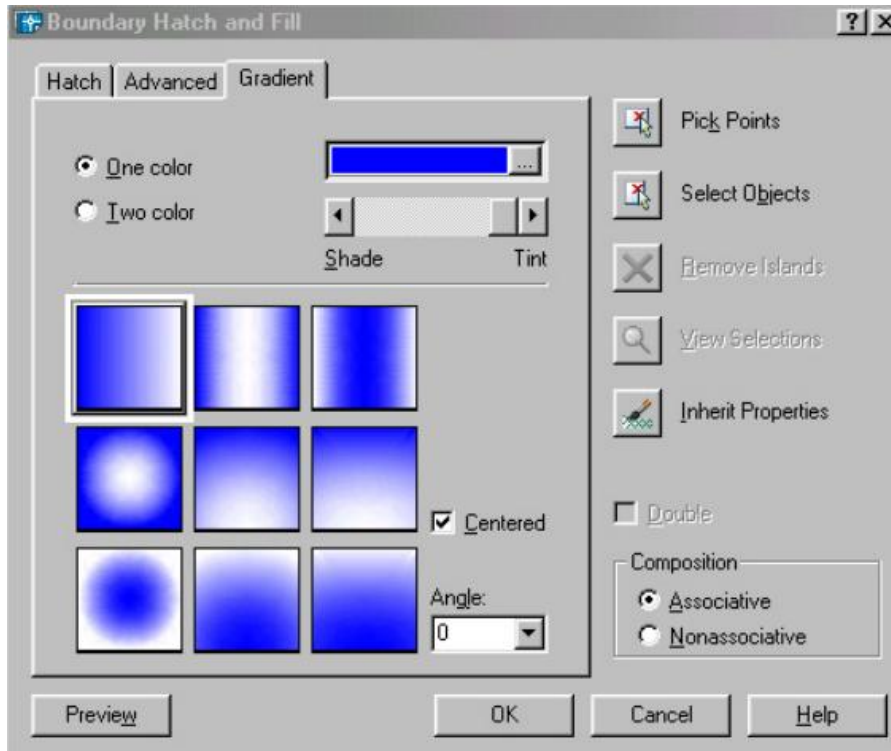 Boundary Hatch and Fill
Hatch
Advanced
Gradient
One color
...
Two color
Shade
Tint
Centered
Angle:
0
Pick Points
Select Objects
Remove Islands
View Selections
Inherit Properties
Double
Composition
Associative
Nonassociative
Preview
OK
Cancel
Help